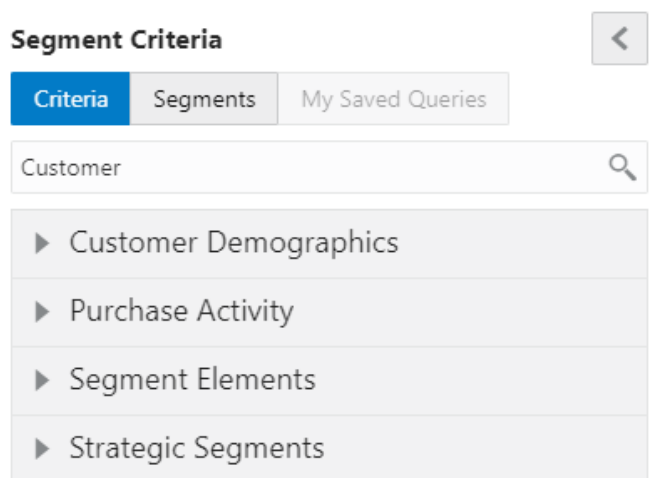 Segment Criteria
Criteria Segments My Saved Queries
Customer
Customer Demographics
Purchase Activity
Segment Elements
Strategic Segments